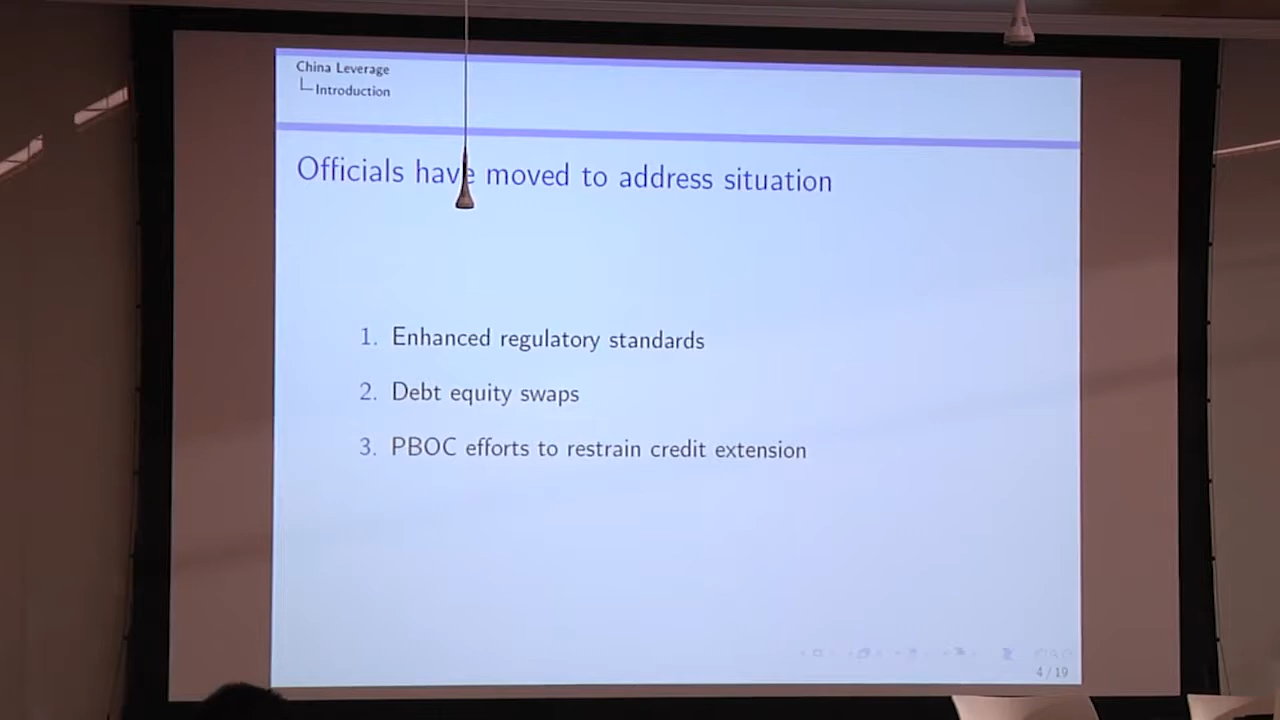 China Leverage
Introduction
Officials have moved to address situation
1. Enhanced regulatory standards
2. Debt equity swaps
3. PBOC efforts to restrain credit extension
4 / 19